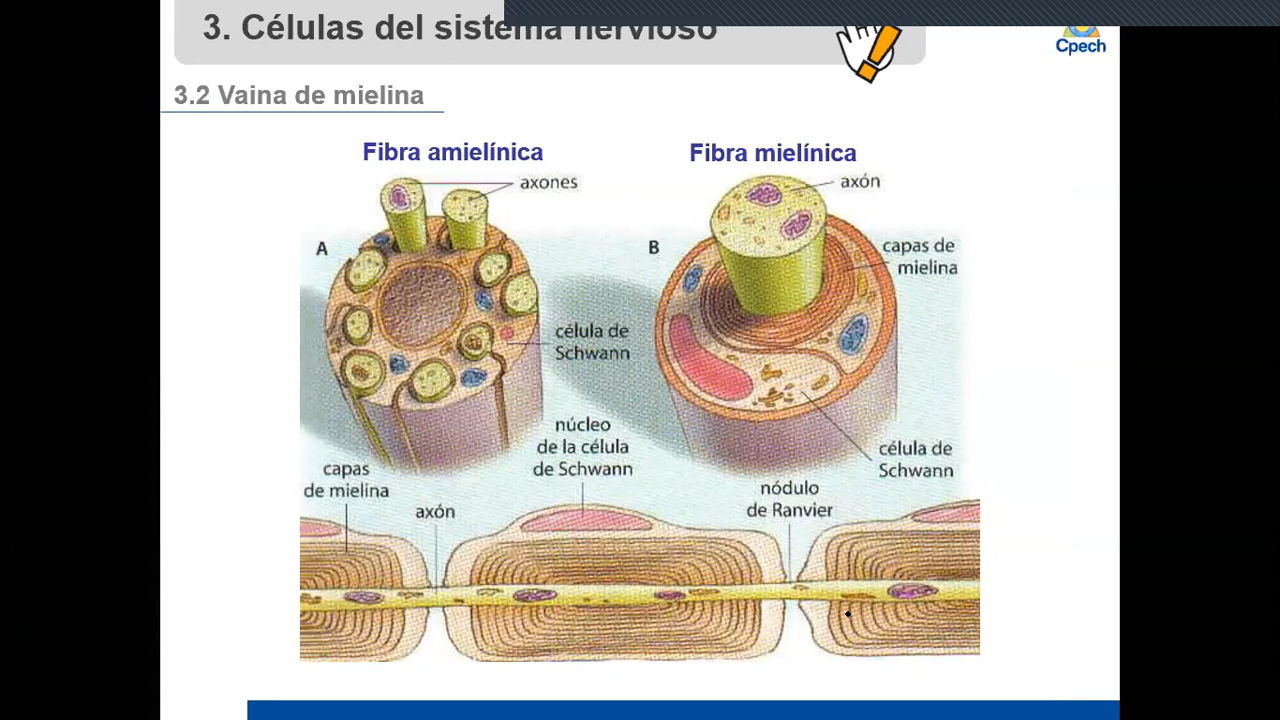 3. Células del sistema nervioso
Cpech
3.2 Vaina de mielina
Fibra amielínica
Fibra mielínica
axones
axón
A
B
capas de
mielina
célula de
Schwann
núcleo
de la célula
de Schwann
célula de
Schwann
capas
de mielina
axón
nódulo
de Ranvier